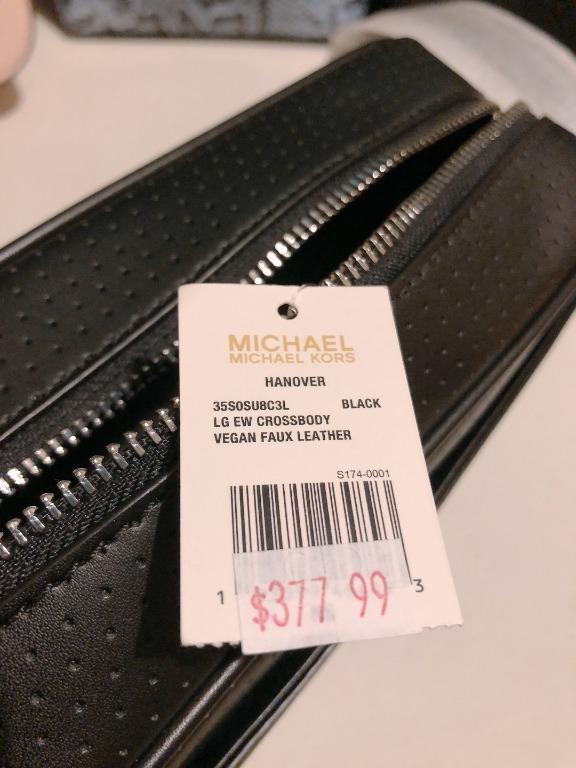 MICHAEL
MICHAEL KORS
HANOVER
35S0SU8C3L BLACK
LG EW CROSSBODY
VEGAN FAUX LEATHER
S174-0001
1 3
$377 99